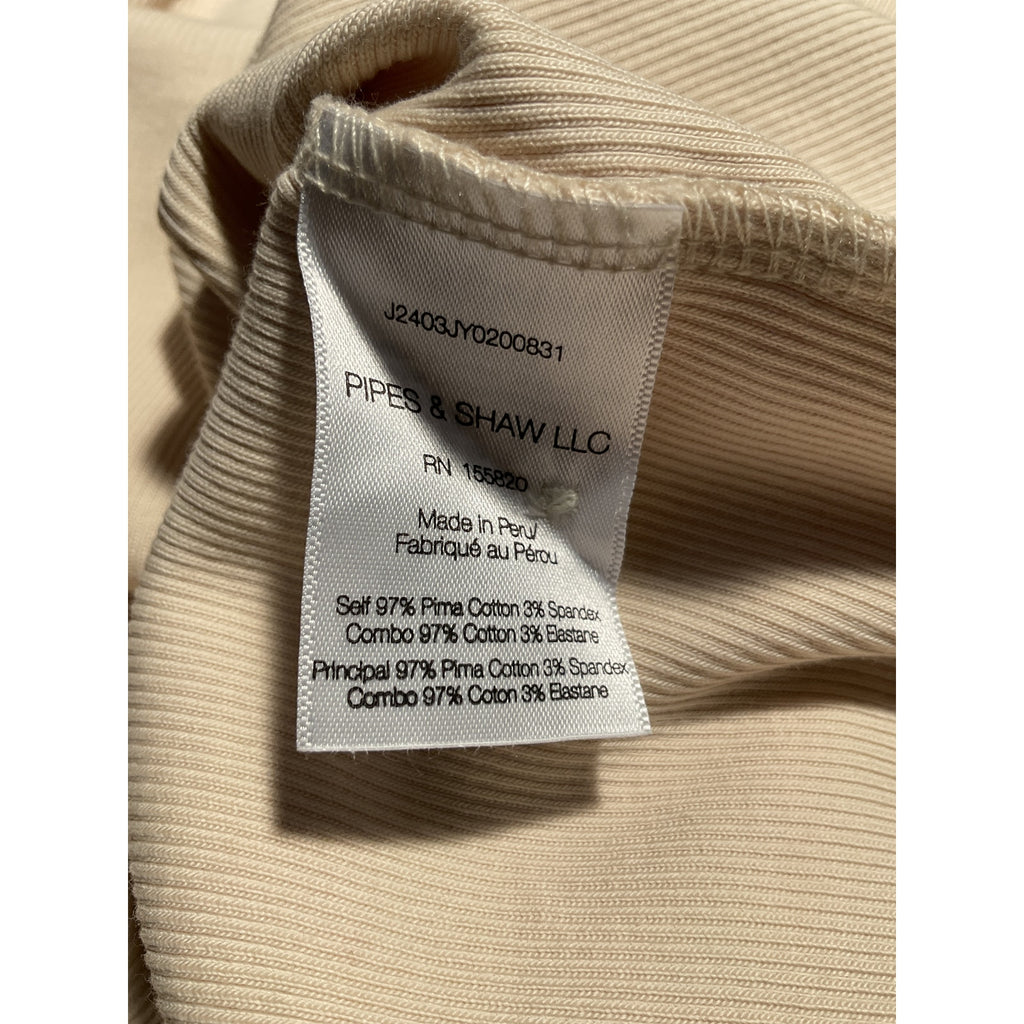 J2403JY0200831
PIPES & SHAW LLC
RN 155820
Made in Peru/
Fabriqué au Pérou
Self 97% Pima Cotton 3% Spandex
Combo 97% Cotton 3% Elastane
Principal 97% Pima Cotton 3% Spandex
Combo 97% Coton 3% Elastane